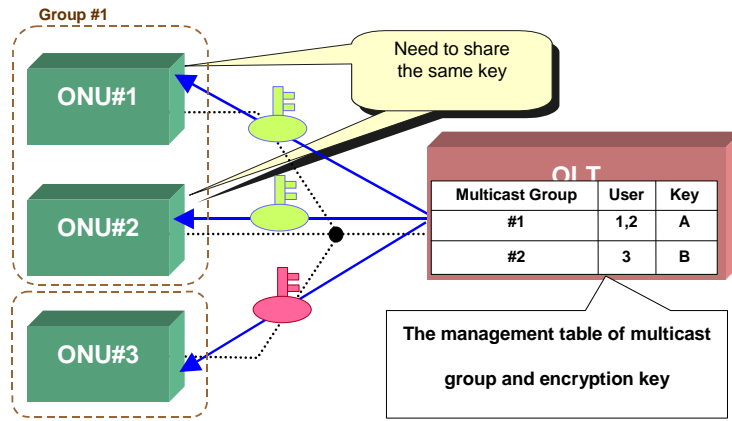 Group #1
Need to share
the same key
ONU#1
OLT
Multicast Group User Key
#1 1,2 A
#2 3 B
ONU#2
ONU#3
The management table of multicast
group and encryption key